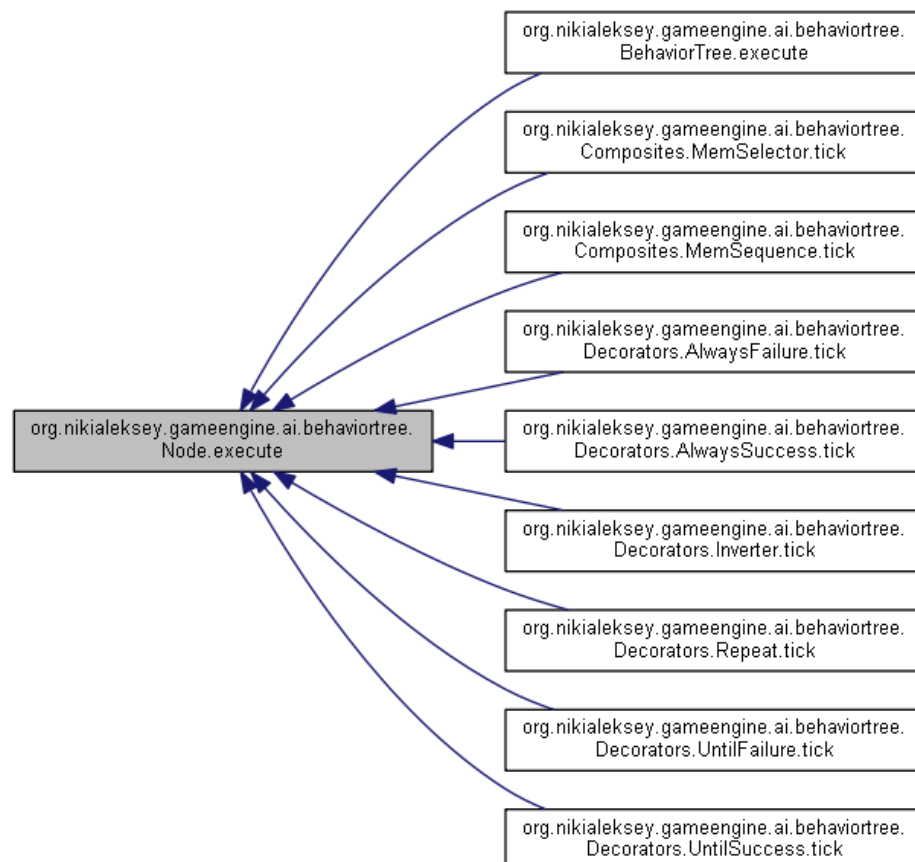 org.nikialeksey.gameengine.ai.behaviortree.
BehaviorTree.execute
org.nikialeksey.gameengine.ai.behaviortree.
Composites.MemSelector.tick
org.nikialeksey.gameengine.ai.behaviortree.
Composites.MemSequence.tick
org.nikialeksey.gameengine.ai.behaviortree.
Decorators.AlwaysFailure.tick
org.nikialeksey.gameengine.ai.behaviortree.
Node.execute
org.nikialeksey.gameengine.ai.behaviortree.
Decorators.AlwaysSuccess.tick
org.nikialeksey.gameengine.ai.behaviortree.
Decorators.Inverter.tick
org.nikialeksey.gameengine.ai.behaviortree.
Decorators.Repeat.tick
org.nikialeksey.gameengine.ai.behaviortree.
Decorators.UntilFailure.tick
org.nikialeksey.gameengine.ai.behaviortree.
Decorators.UntilSuccess.tick